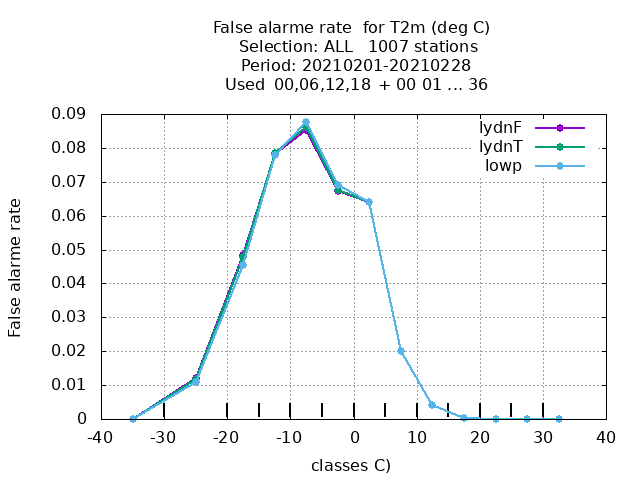 False alarme rate  for T2m (deg C)
Selection: ALL   1007 stations
Period: 20210201-20210228
Used  00,06,12,18  + 00 01 ... 36
lydnF
lydnT
lowp
False alarme rate
0.09
0.08
0.07
0.06
0.05
0.04
0.03
0.02
0.01
0
-40 -30 -20 -10 0 10 20 30 40
classes C)